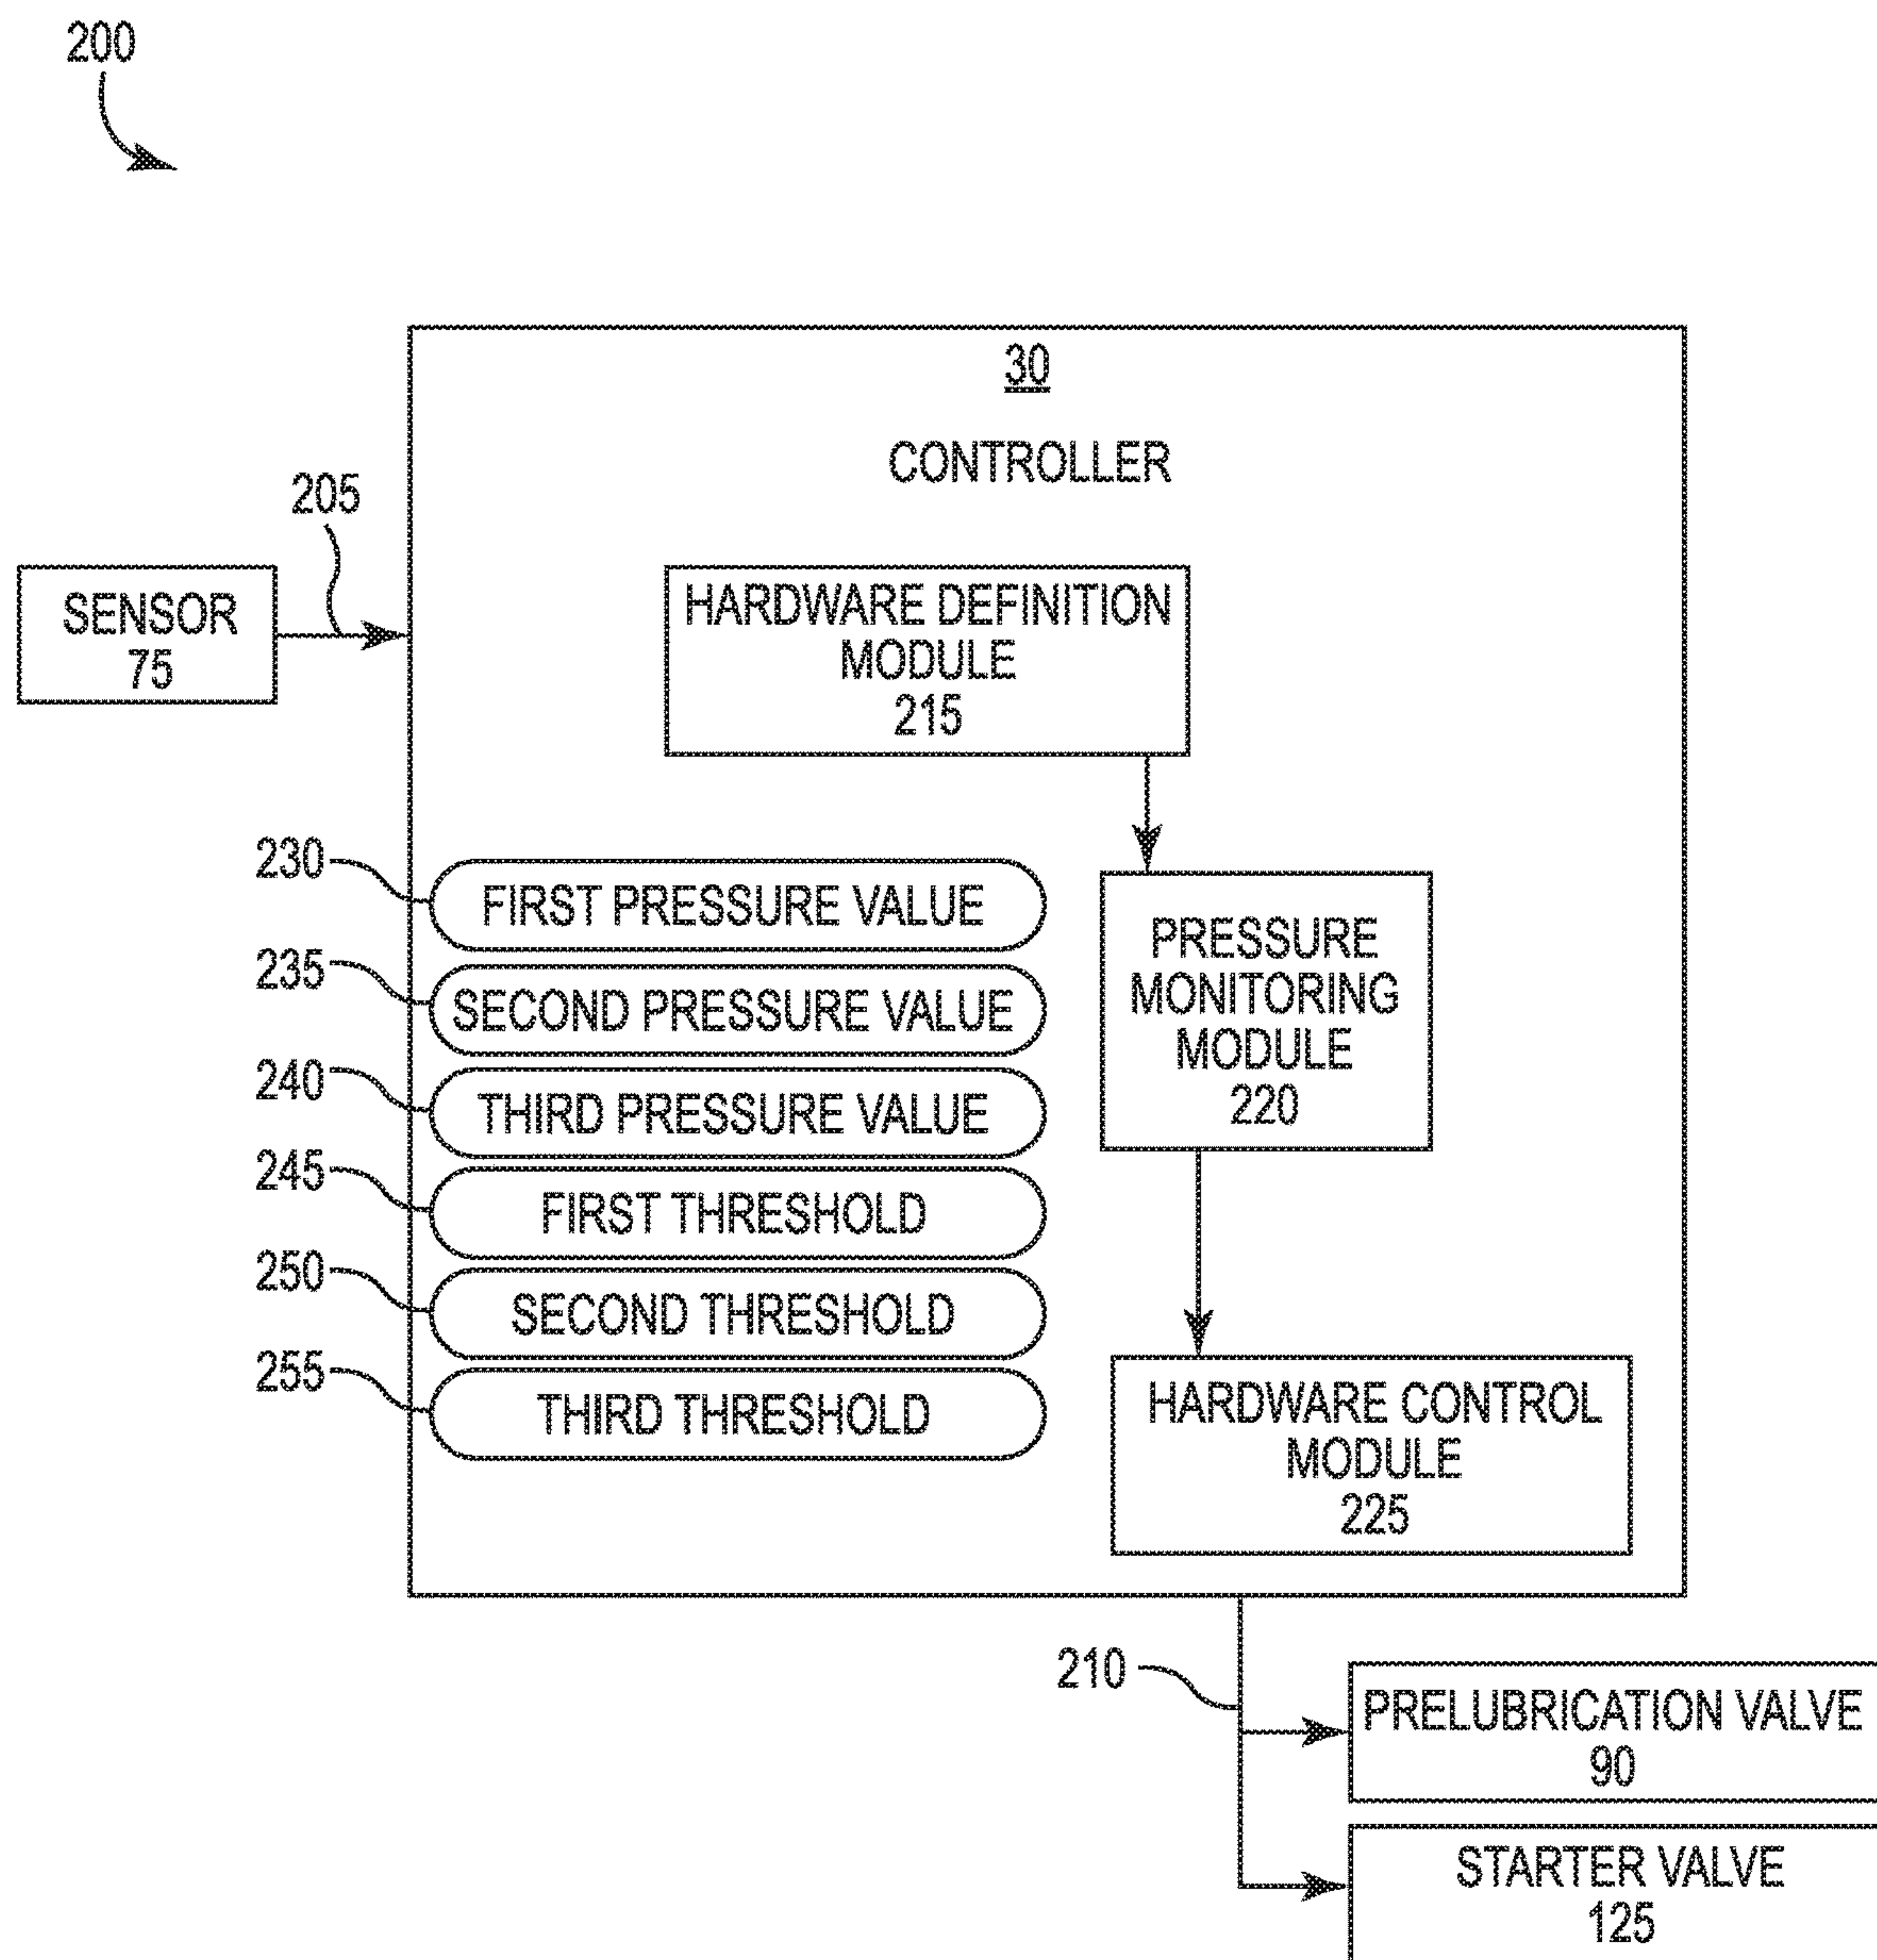 200
30
CONTROLLER
205
SENSOR
75
HARDWARE DEFINITION
MODULE
215
230
FIRST PRESSURE VALUE
235
SECOND PRESSURE VALUE
240
THIRD PRESSURE VALUE
245
FIRST THRESHOLD
250
SECOND THRESHOLD
255
THIRD THRESHOLD
PRESSURE
MONITORING
MODULE
220
HARDWARE CONTROL
MODULE
225
210
PRELUBRICATION VALVE
90
STARTER VALVE
125